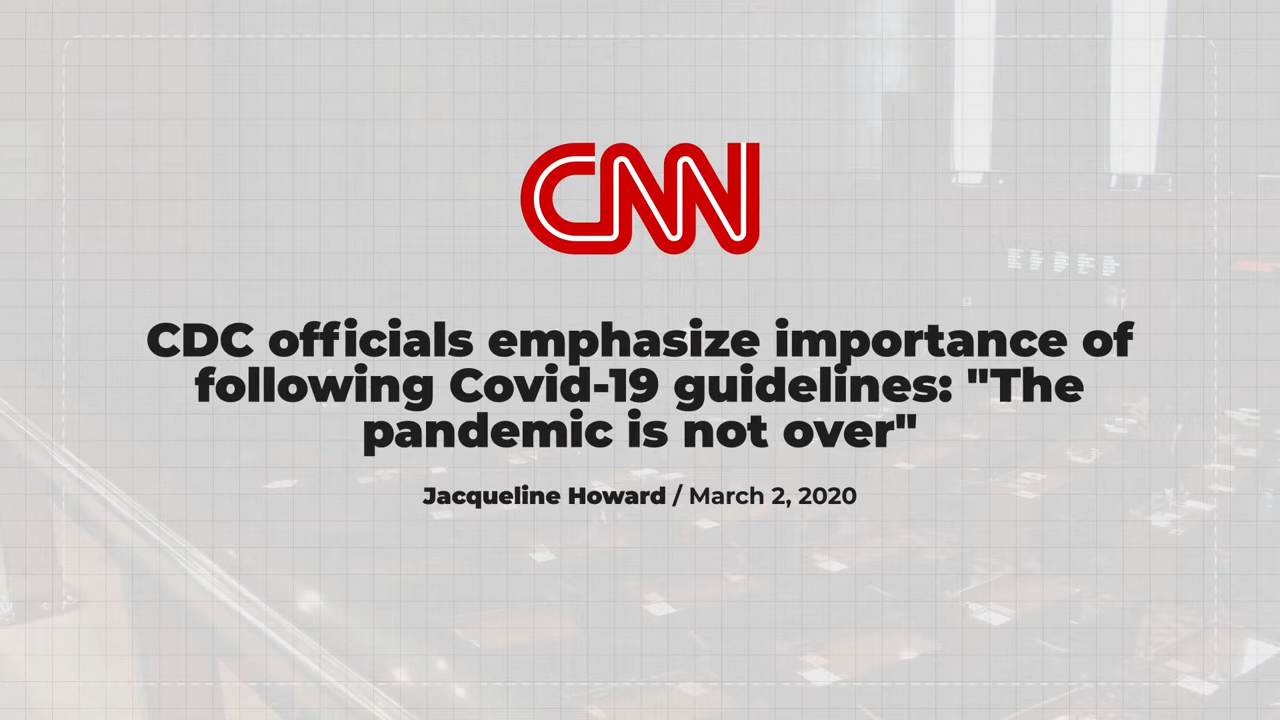 CNN
CDC officials emphasize importance of
following Covid-19 guidelines: "The
pandemic is not over"
Jacqueline Howard / March 2, 2020